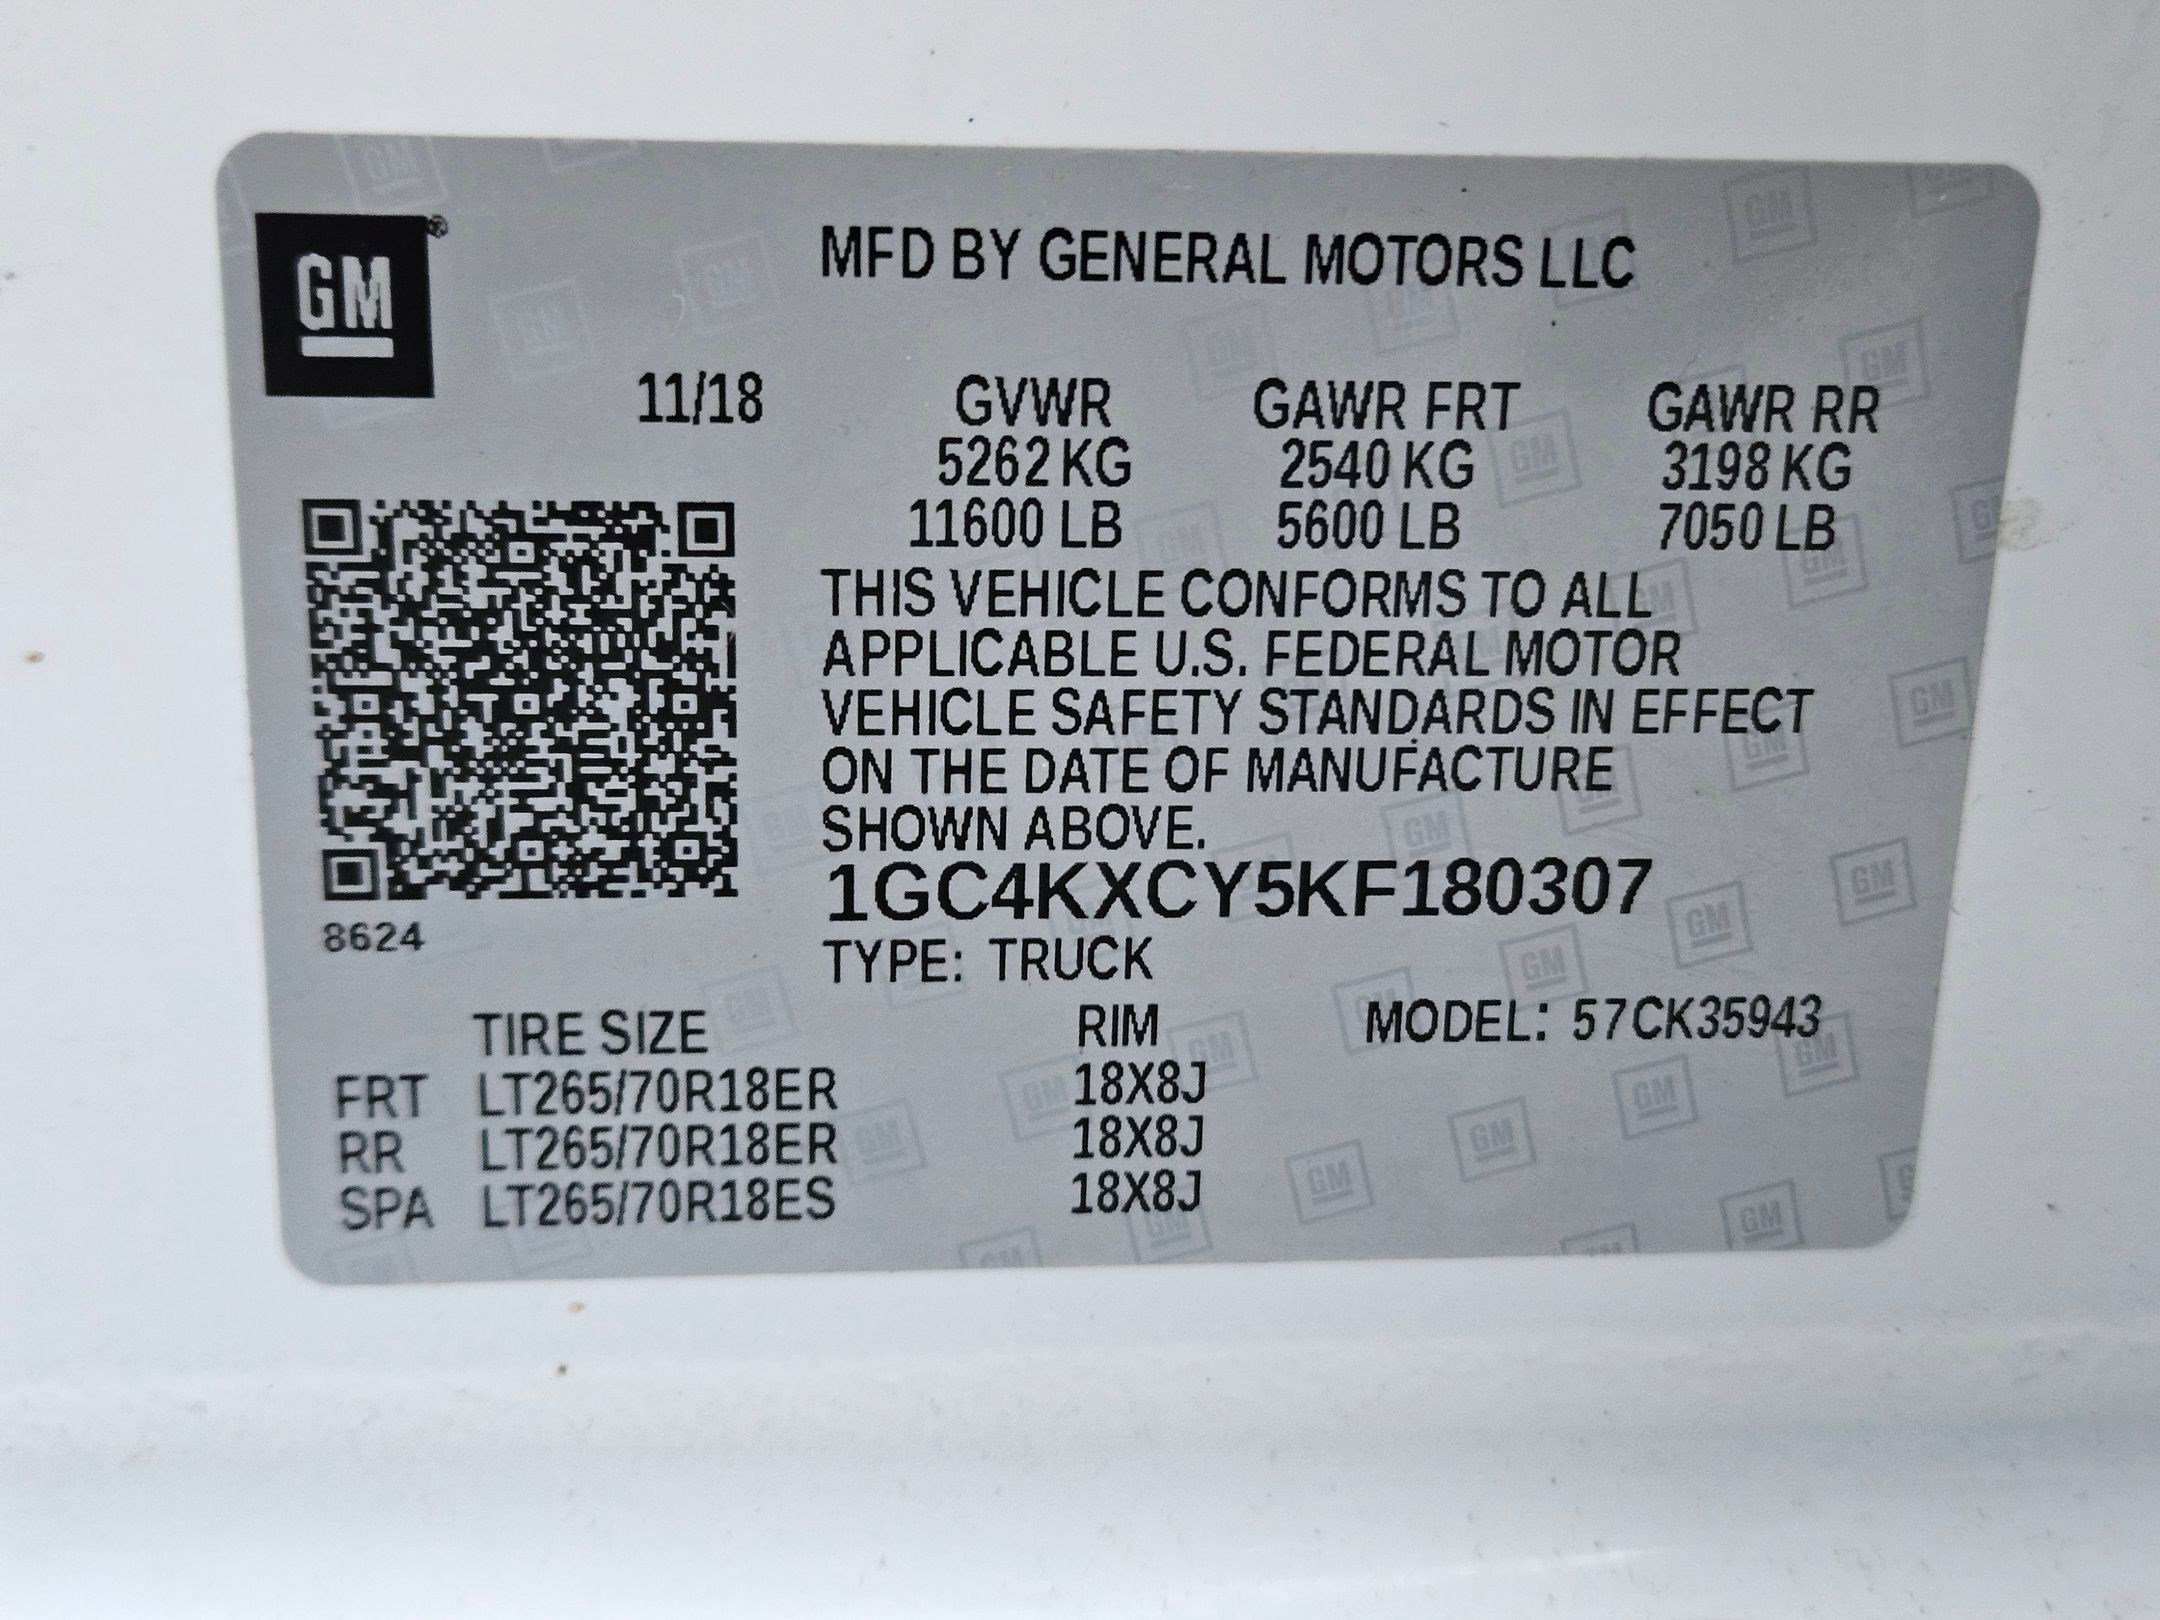 GM®
MFD BY GENERAL MOTORS LLC
11/18 GVWR GAWR FRT GAWR RR
5262 KG 2540 KG 3198 KG
11600 LB 5600 LB 7050 LB
THIS VEHICLE CONFORMS TO ALL
APPLICABLE U.S. FEDERAL MOTOR
VEHICLE SAFETY STANDARDS IN EFFECT
ON THE DATE OF MANUFACTURE
SHOWN ABOVE.
1GC4KXCY5KF180307
8624
TYPE: TRUCK
TIRE SIZE RIM MODEL: 57CK35943
FRT LT265/70R18ER 18X8J
RR LT265/70R18ER 18X8J
SPA LT265/70R18ES 18X8J